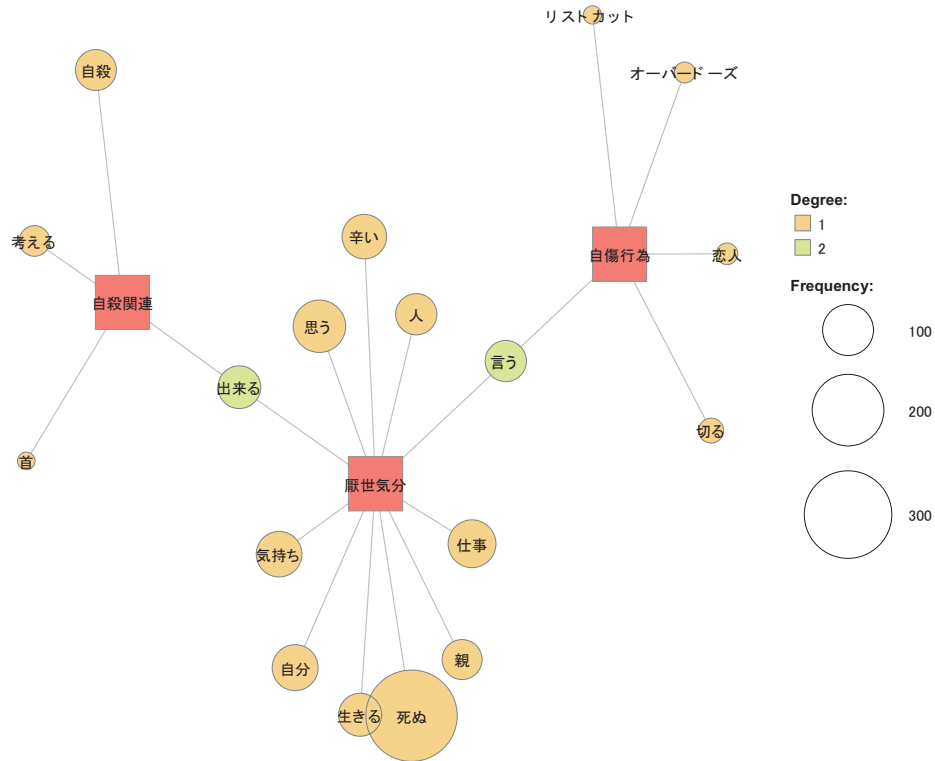 リストカット
自殺
オーバードーズ
Degree:
1
2
辛い
考える
自傷行為
恋人
Frequency:
自殺関連
思う
人
100
言う
出来る
200
切る
首
厭世気分
300
気持ち
仕事
自分
親
生きる
死ぬ